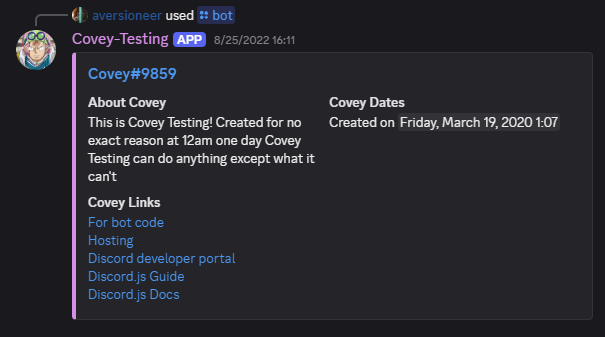 aversioneer used bot
Covey-Testing APP 8/25/2022 16:11
Covey#9859
About Covey
This is Covey Testing! Created for no
exact reason at 12am one day Covey
Testing can do anything except what it
can't
Covey Dates
Created on Friday, March 19, 2020 1:07
Covey Links
For bot code
Hosting
Discord developer portal
Discord.js Guide
Discord.js Docs